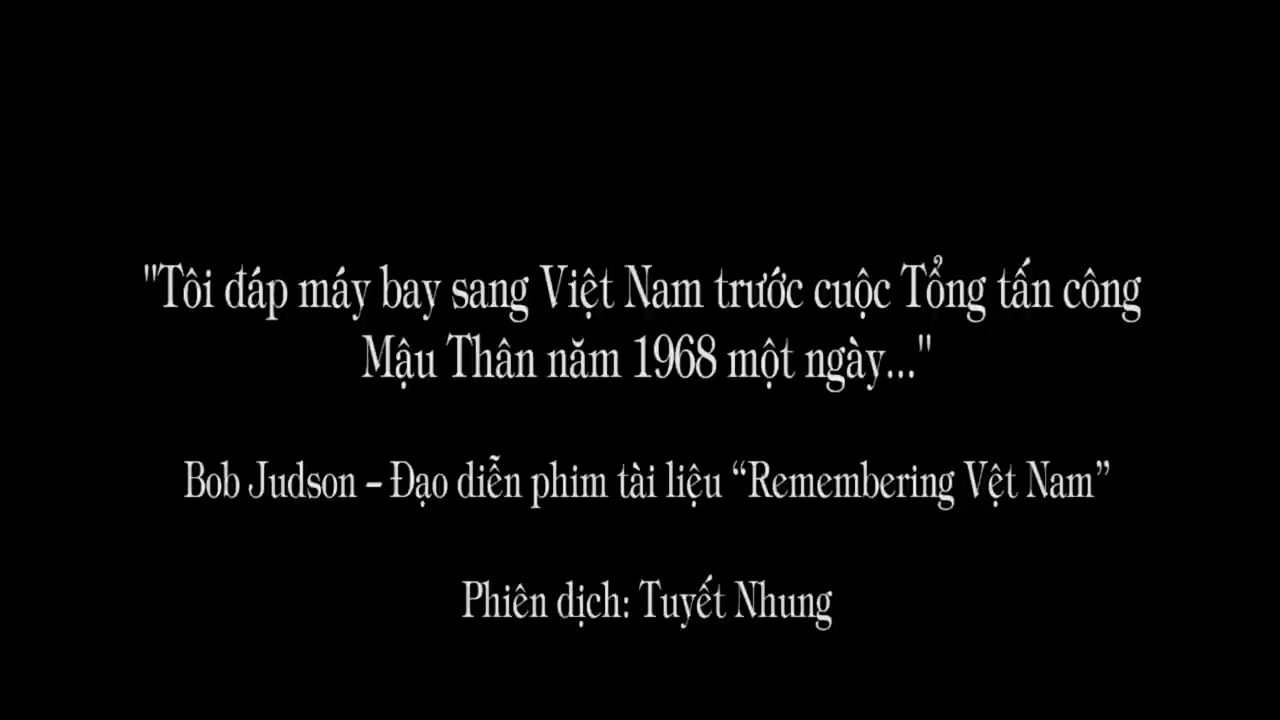 "Tôi đáp máy bay sang Việt Nam trước cuộc Tổng tấn công
Mậu Thân năm 1968 một ngày..."
Bob Judson – Đạo diễn phim tài liệu “Remembering Vệt Nam”
Phiên dịch: Tuyết Nhung